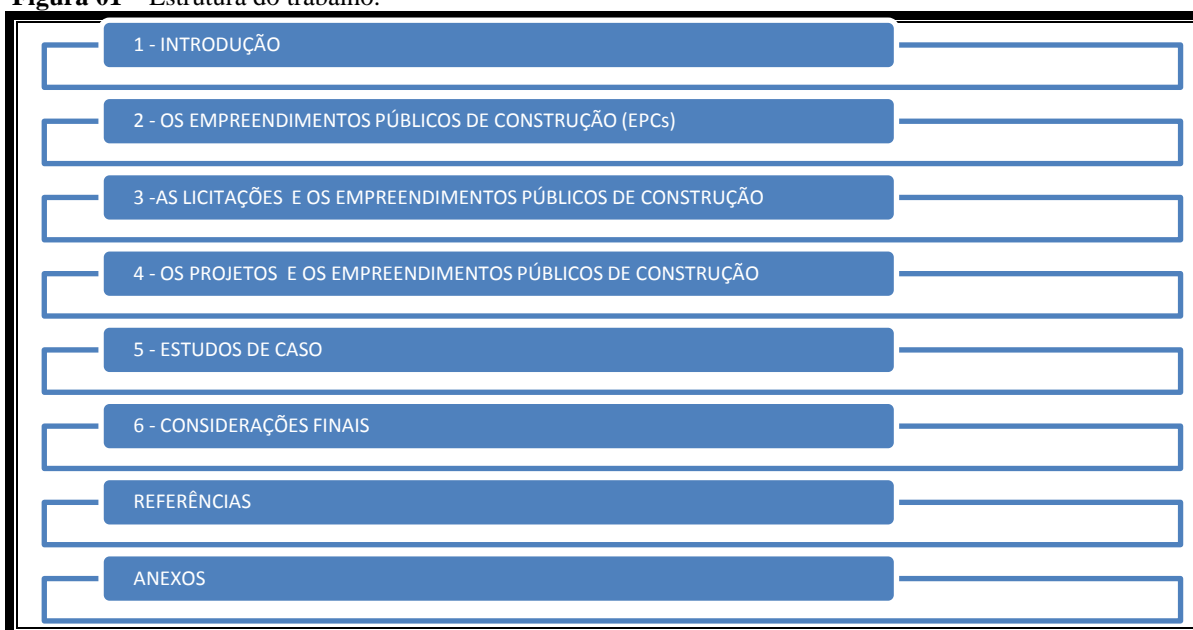 Figura 01 – Estrutura do trabalho.
1 - INTRODUÇÃO
2 - OS EMPREENDIMENTOS PÚBLICOS DE CONSTRUÇÃO (EPCs)
3 -AS LICITAÇÕES E OS EMPREENDIMENTOS PÚBLICOS DE CONSTRUÇÃO
4 - OS PROJETOS E OS EMPREENDIMENTOS PÚBLICOS DE CONSTRUÇÃO
5 - ESTUDOS DE CASO
6 - CONSIDERAÇÕES FINAIS
REFERÊNCIAS
ANEXOS